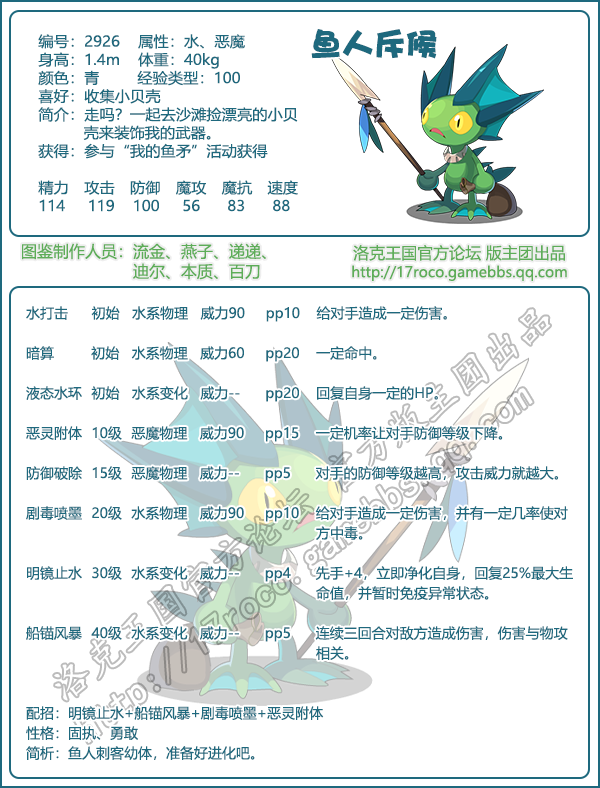 鱼人斥候
编号：2926 属性：水、恶魔
身高：1.4m 体重：40kg
颜色：青 经验类型：100
喜好：收集小贝壳
简介：走吗？一起去沙滩捡漂亮的小贝
壳来装饰我的武器。
获得：参与“我的鱼矛”活动获得
精力 攻击 防御 魔攻 魔抗 速度
114 119 100 56 83 88
图鉴制作人员：流金、燕子、递递、
迪尔、本质、百刀
洛克王国官方论坛 版主团出品
http://17roco.gamebbs.qq.com
水打击 初始 水系物理 威力90 pp10 给对手造成一定伤害。
暗算 初始 水系物理 威力60 pp20 一定命中。
液态水环 初始 水系变化 威力-- pp20 回复自身一定的HP。
恶灵附体 10级 恶魔物理 威力90 pp15 一定机率让对手防御等级下降。
防御破除 15级 恶魔物理 威力-- pp5 对手的防御等级越高，攻击威力就越大。
剧毒喷墨 20级 水系物理 威力90 pp10 给对手造成一定伤害，并有一定几率使对
方中毒。
明镜止水 30级 水系变化 威力-- pp4 先手+4，立即净化自身，回复25%最大生
命值，并暂时免疫异常状态。
船锚风暴 40级 水系变化 威力-- pp5 连续三回合对敌方造成伤害，伤害与物攻
相关。
配招：明镜止水+船锚风暴+剧毒喷墨+恶灵附体
性格：固执、勇敢
简析：鱼人刺客幼体，准备好进化吧。
洛克王国官方论坛 官方版主团出品
http://17roco.gamebbs.qq.com